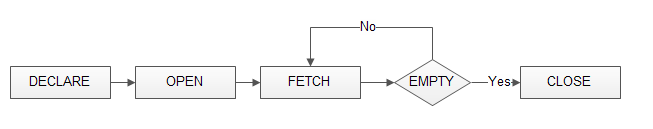 No
DECLARE
OPEN
FETCH
EMPTY
Yes
CLOSE